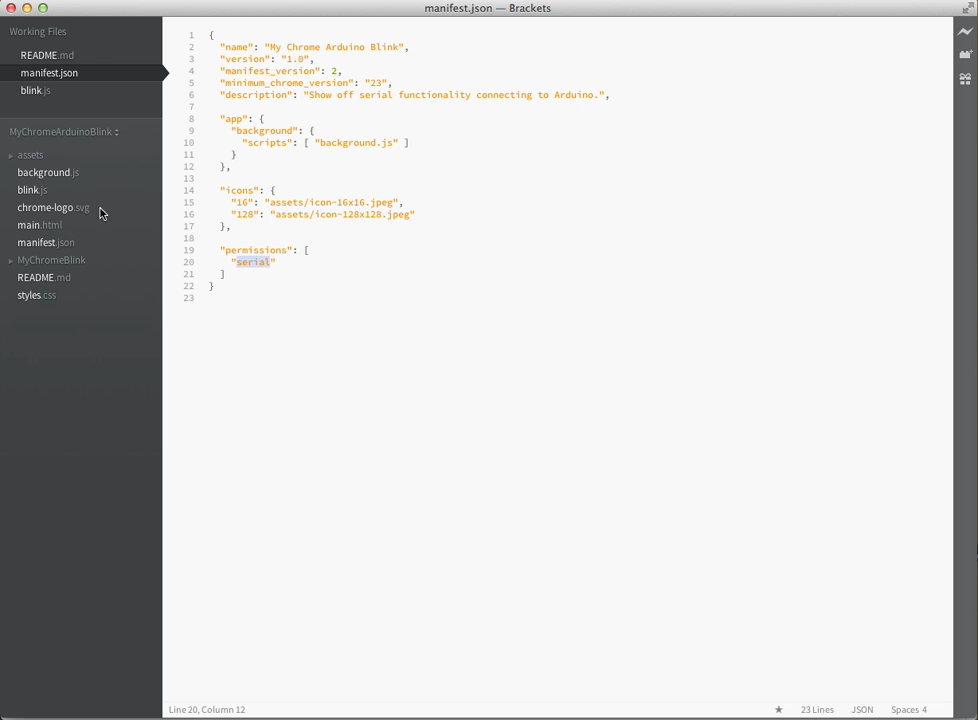 manifest.json — Brackets
Working Files
README.md
manifest.json
blink.js
MyChromeArduinoBlink
assets
background.js
blink.js
chrome-logo.svg
main.html
manifest.json
MyChromeBlink
README.md
styles.css
1 {
2 "name": "My Chrome Arduino Blink",
3 "version": "1.0",
4 "manifest_version": 2,
5 "minimum_chrome_version": "23",
6 "description": "Show off serial functionality connecting to Arduino.",
7
8 "app": {
9 "background": {
10 "scripts": [ "background.js" ]
11 }
12 },
13
14 "icons": {
15 "16": "assets/icon-16x16.jpeg",
16 "128": "assets/icon-128x128.jpeg"
17 },
18
19 "permissions": [
20 "serial"
21 ]
22 }
23
Line 20, Column 12
23 Lines
JSON
Spaces 4